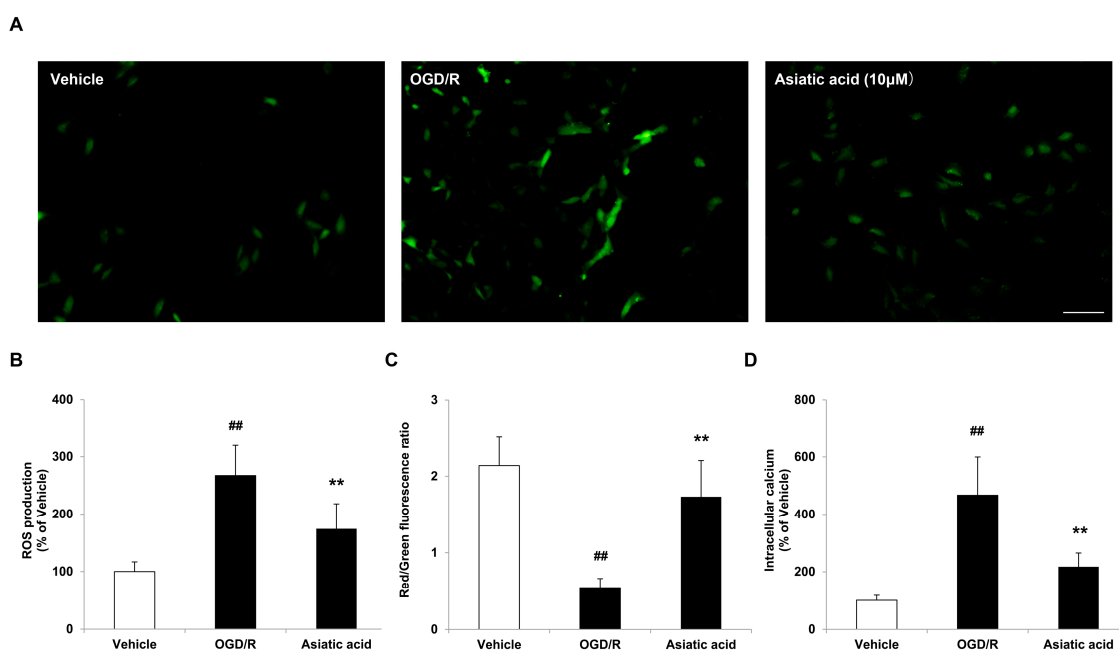 A
Vehicle
OGD/R
Asiatic acid (10μM）
B
ROS production
(% of Vehicle)
400
300
200
100
0
##
**
Vehicle OGD/R Asiatic acid
C
Red/Green fluorescence ratio
3
2
1
0
##
**
Vehicle OGD/R Asiatic acid
D
Intracellular calcium
(% of Vehicle)
800
600
400
200
0
##
**
Vehicle OGD/R Asiatic acid